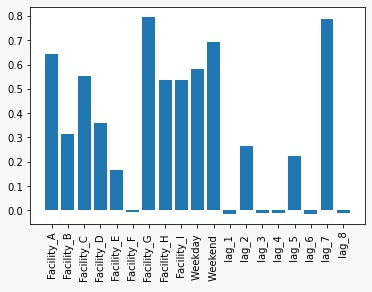 0.8
0.7
0.6
0.5
0.4
0.3
0.2
0.1
0.0
Facility_A
Facility_B
Facility_C
Facility_D
Facility_E
Facility_F
Facility_G
Facility_H
Facility_I
Weekday
Weekend
lag_1
lag_2
lag_3
lag_4
lag_5
lag_6
lag_7
lag_8